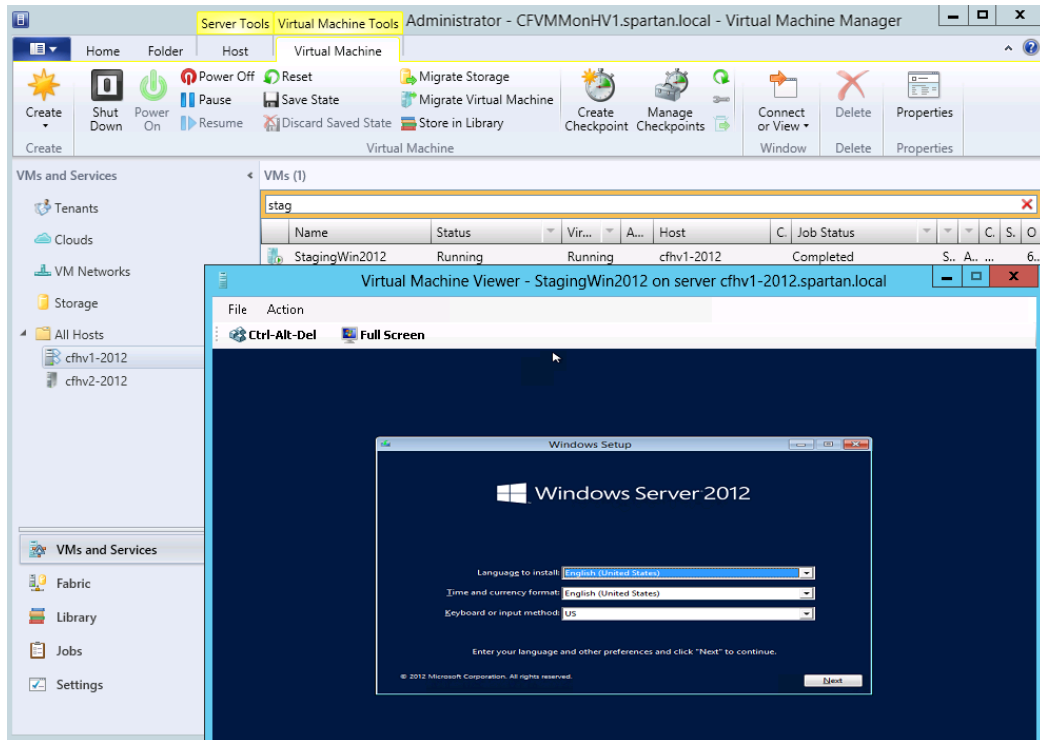 Server Tools Virtual Machine Tools Administrator - CFVMMonHV1.spartan.local - Virtual Machine Manager
Home Folder Host Virtual Machine
Create Shut Down Power On Power Off Reset Migrate Storage Create Checkpoint Manage Checkpoints Connect or View Delete Properties
Pause Save State Migrate Virtual Machine
Resume Discard Saved State Store in Library
Create Virtual Machine Window Delete Properties
VMs and Services VMs (1)
Tenants
stag
Clouds
Name Status Vir... A... Host C. Job Status C. S. O
StagingWin2012 Running Running cfhv1-2012 Completed S.. A.. ... 6..
VM Networks
Storage
All Hosts
cfhv1-2012
cfhv2-2012
Virtual Machine Viewer - StagingWin2012 on server cfhv1-2012.spartan.local
File Action
Ctrl-Alt-Del Full Screen
Windows Setup
Windows Server 2012
Language to install: English (United States)
Time and currency format: English (United States)
Keyboard or input method: US
Enter your language and other preferences and click "Next" to continue.
© 2012 Microsoft Corporation. All rights reserved.
Next
VMs and Services
Fabric
Library
Jobs
Settings